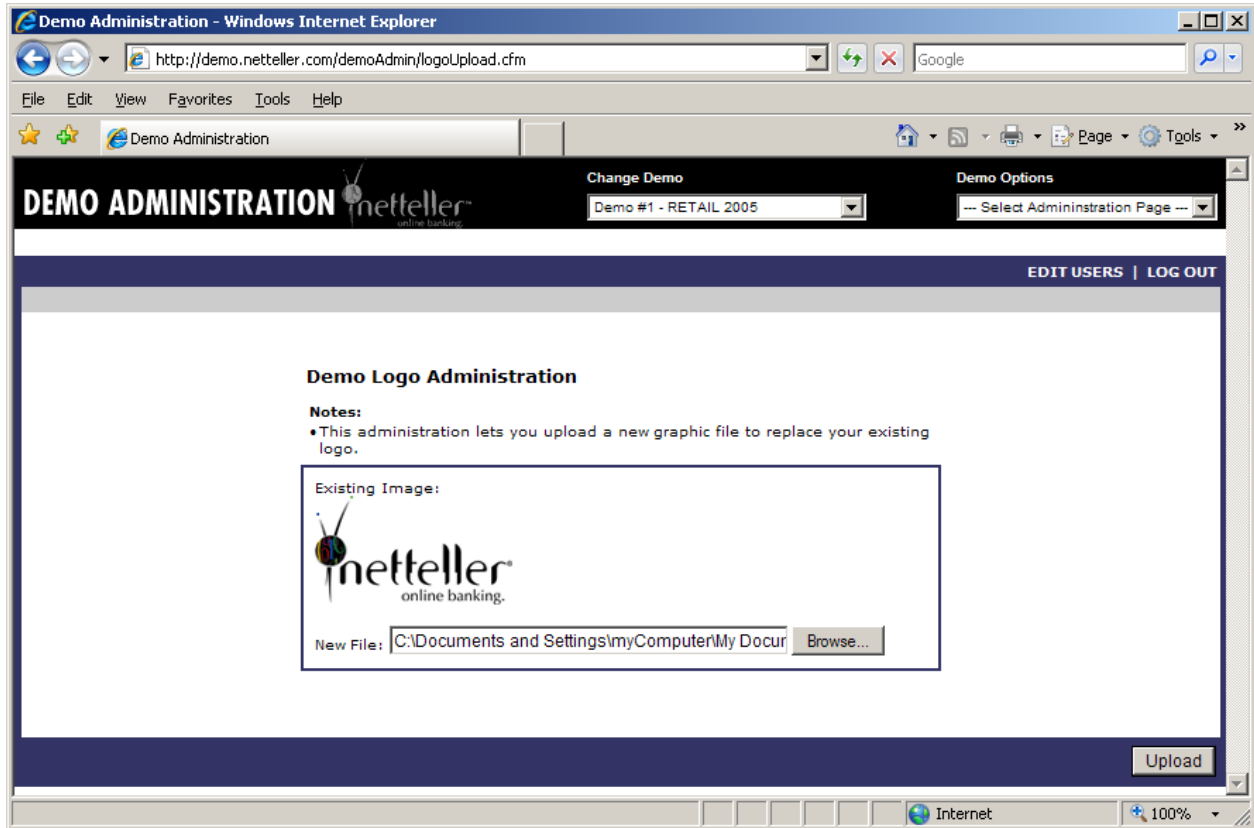 Demo Administration - Windows Internet Explorer
http://demo.netteller.com/demoAdmin/logoUpload.cfm
Google
File Edit View Favorites Tools Help
Demo Administration
Page Tools »
DEMO ADMINISTRATION netteller
online banking.
Change Demo
Demo #1 - RETAIL 2005
Demo Options
--- Select Admininstration Page ---
EDIT USERS | LOG OUT
Demo Logo Administration
Notes:
•This administration lets you upload a new graphic file to replace your existing
logo.
Existing Image:
netteller®
online banking.
New File: C:\Documents and Settings\myComputer\My Docur Browse...
Upload
Internet 100%